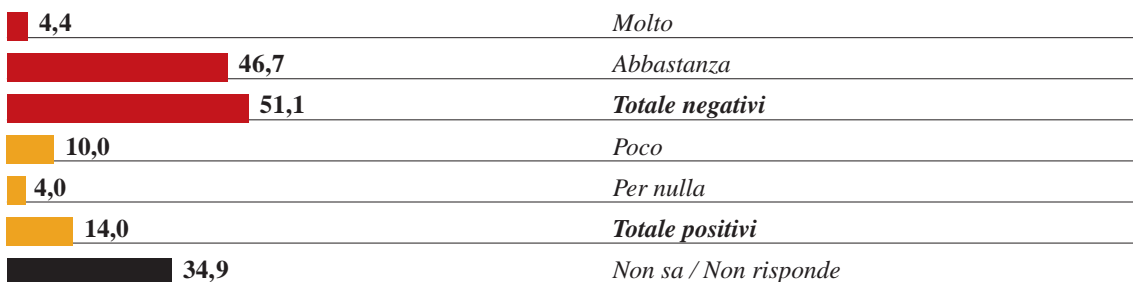 4,4 Molto
46,7 Abbastanza
51,1 Totale negativi
10,0 Poco
4,0 Per nulla
14,0 Totale positivi
34,9 Non sa / Non risponde